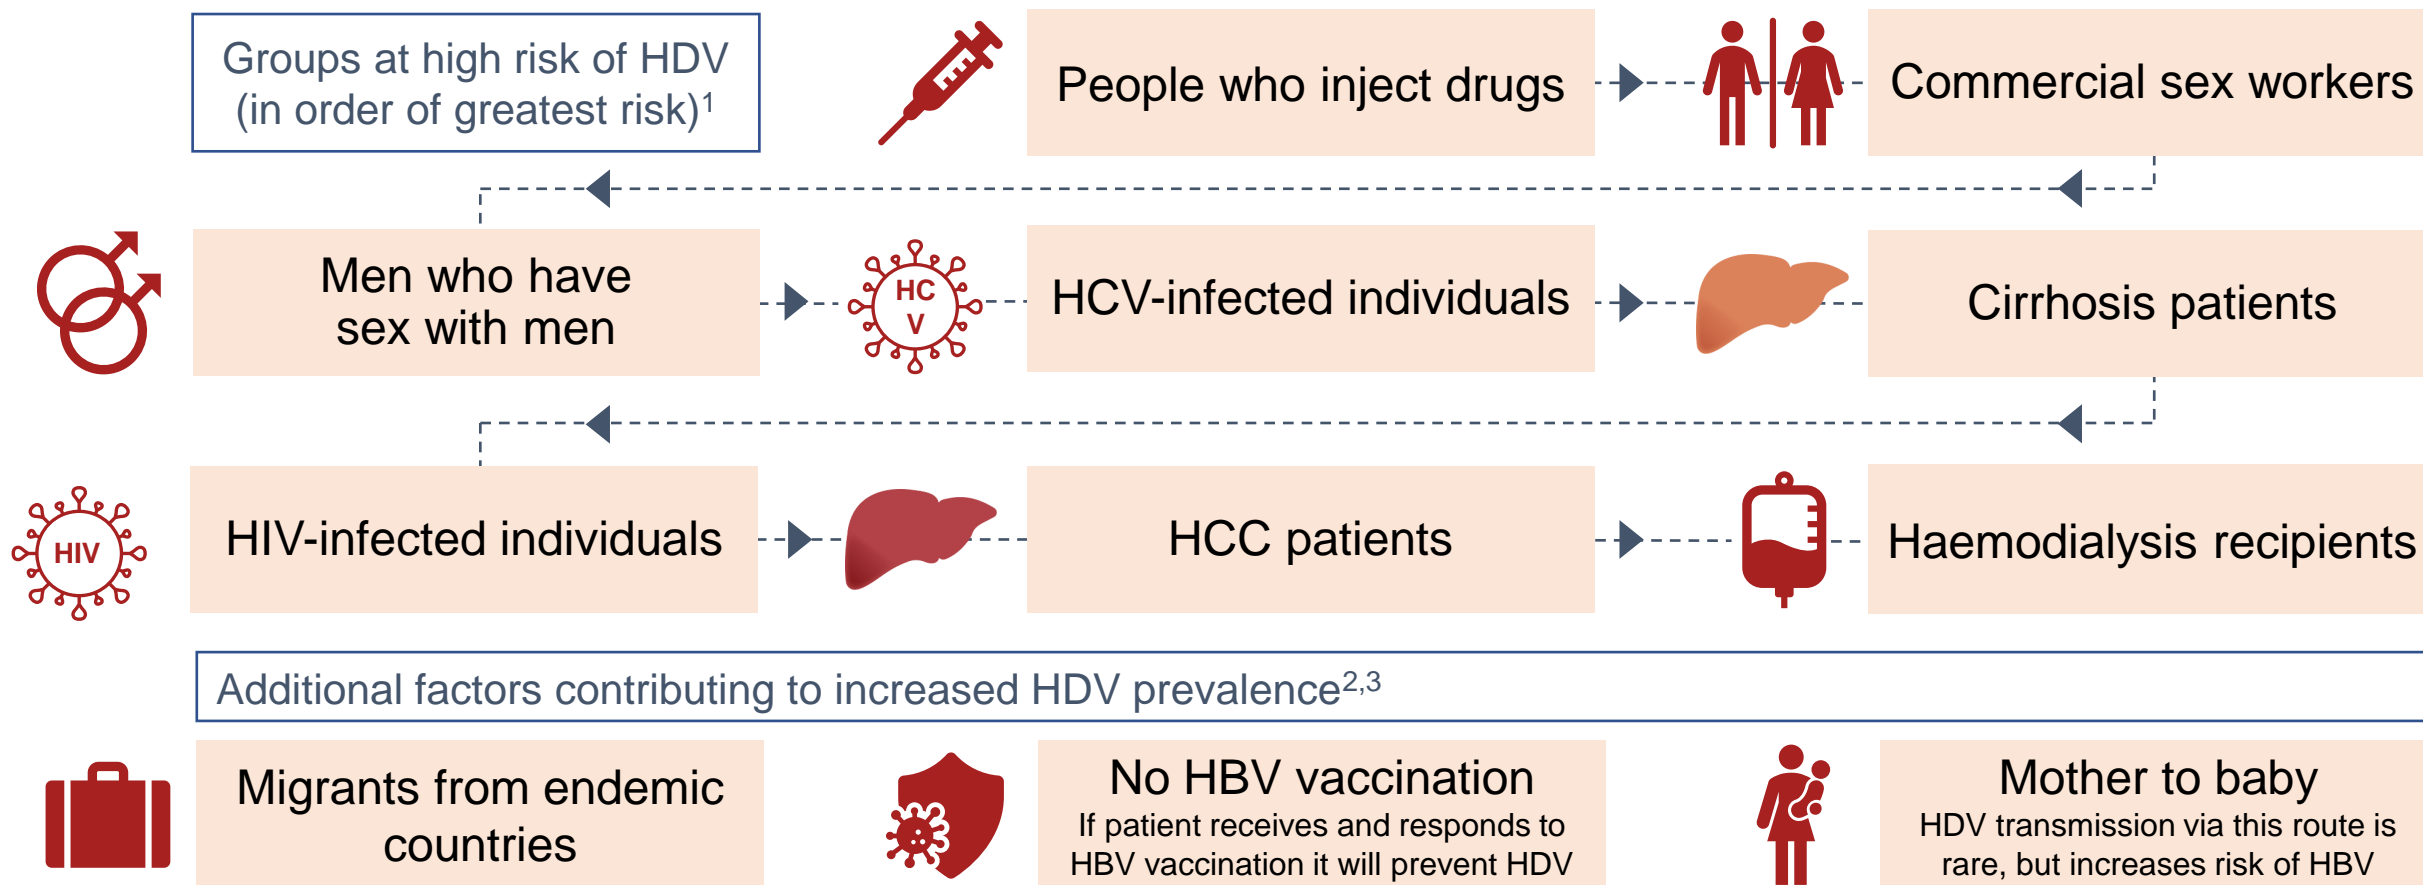 Groups at high risk of HDV
(in order of greatest risk)1
People who inject drugs
Commercial sex workers
Men who have
sex with men
HC
V
HCV-infected individuals
Cirrhosis patients
HIV
HIV-infected individuals
HCC patients
Haemodialysis recipients
Additional factors contributing to increased HDV prevalence2,3
Migrants from endemic
countries
No HBV vaccination
If patient receives and responds to
HBV vaccination it will prevent HDV
Mother to baby
HDV transmission via this route is
rare, but increases risk of HBV